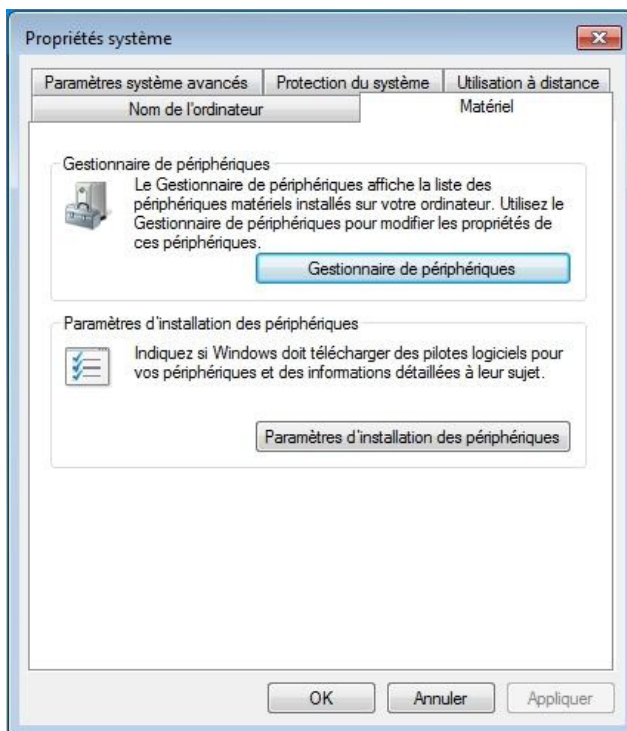 Propriétés système
Paramètres système avancés
Protection du système
Utilisation à distance
Nom de l'ordinateur
Matériel
Gestionnaire de périphériques
Le Gestionnaire de périphériques affiche la liste des
périphériques matériels installés sur votre ordinateur. Utilisez le
Gestionnaire de périphériques pour modifier les propriétés de
ces périphériques.
Gestionnaire de périphériques
Paramètres d'installation des périphériques
Indiquez si Windows doit télécharger des pilotes logiciels pour
vos périphériques et des informations détaillées à leur sujet.
Paramètres d'installation des périphériques
OK
Annuler
Appliquer